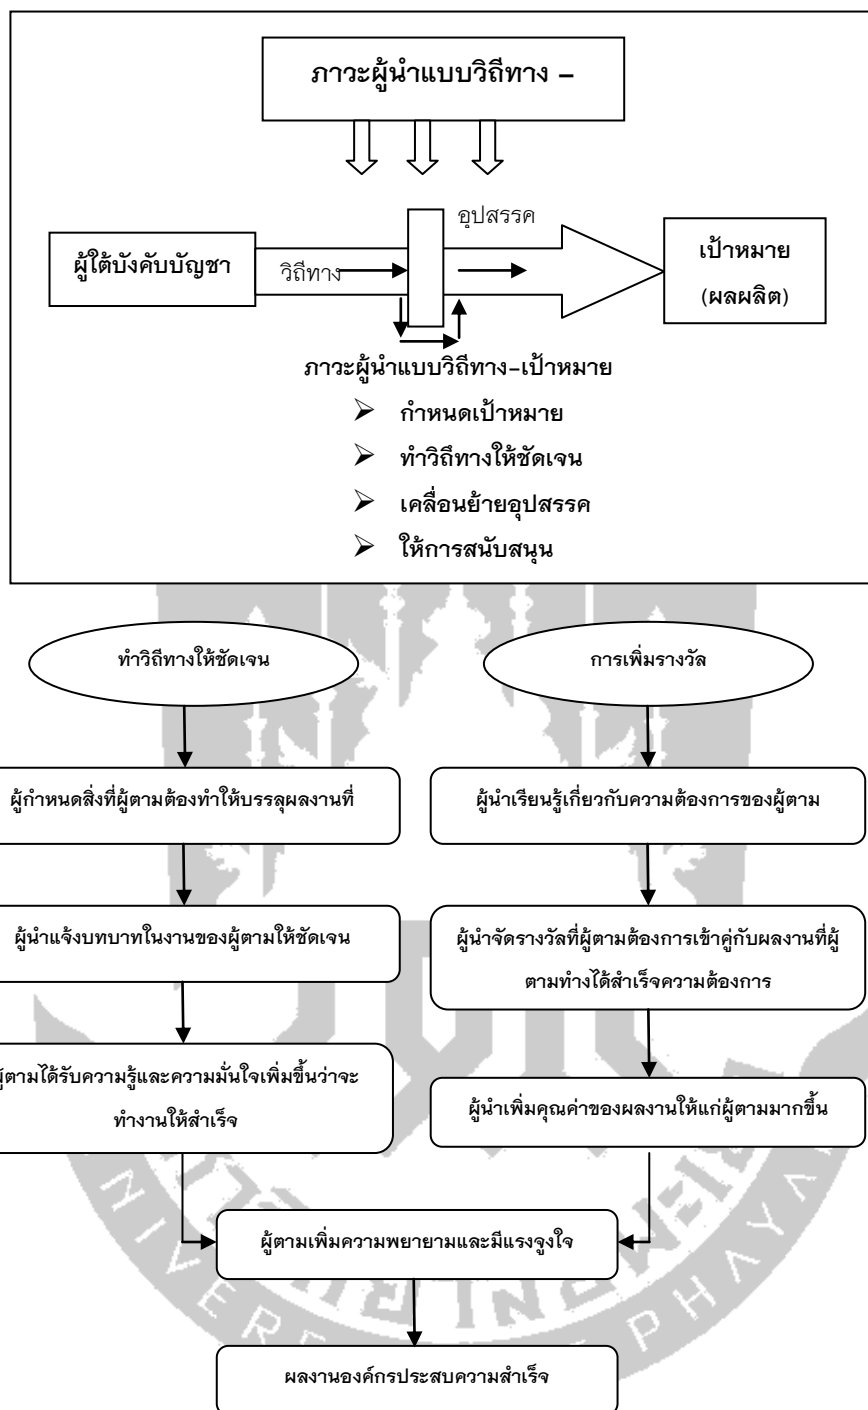 ภาวะผู้นำแบบวิถีทาง –
อุปสรรค
ผู้ใต้บังคับบัญชา
วิถีทาง
เป้าหมาย
(ผลผลิต)
ภาวะผู้นำแบบวิถีทาง–เป้าหมาย
➢ กำหนดเป้าหมาย
➢ ทำวิถีทางให้ชัดเจน
➢ เคลื่อนย้ายอุปสรรค
➢ ให้การสนับสนุน
ทำวิถีทางให้ชัดเจน
การเพิ่มรางวัล
ผู้กำหนดสิ่งที่ผู้ตามต้องทำให้บรรลุผลงานที่
ผู้นำเรียนรู้เกี่ยวกับความต้องการของผู้ตาม
ผู้นำแจ้งบทบาทในงานของผู้ตามให้ชัดเจน
ผู้นำจัดรางวัลที่ผู้ตามต้องการเข้าคู่กับผลงานที่ผู้
ตามทำงได้สำเร็จความต้องการ
ผู้ตามได้รับความรู้และความมั่นใจเพิ่มขึ้นว่าจะ
ทำงานให้สำเร็จ
ผู้นำเพิ่มคุณค่าของผลงานให้แก่ผู้ตามมากขึ้น
ผู้ตามเพิ่มความพยายามและมีแรงจูงใจ
ผลงานองค์กรประสบความสำเร็จ